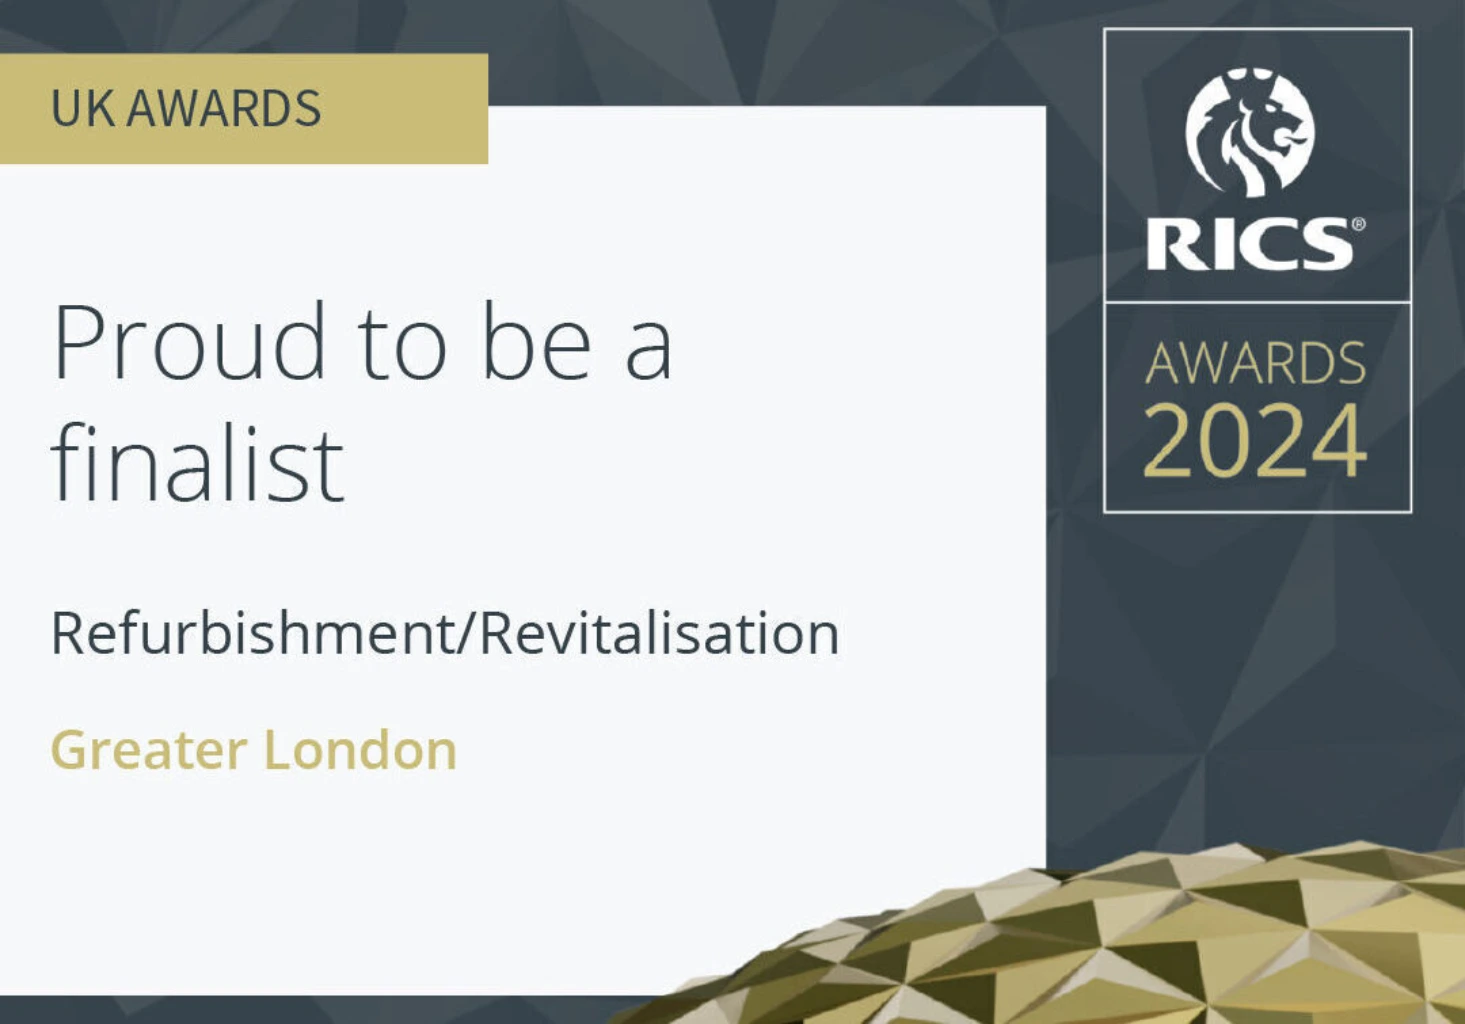 UK AWARDS
Proud to be a
finalist
Refurbishment/Revitalisation
Greater London
RICS®
AWARDS
2024